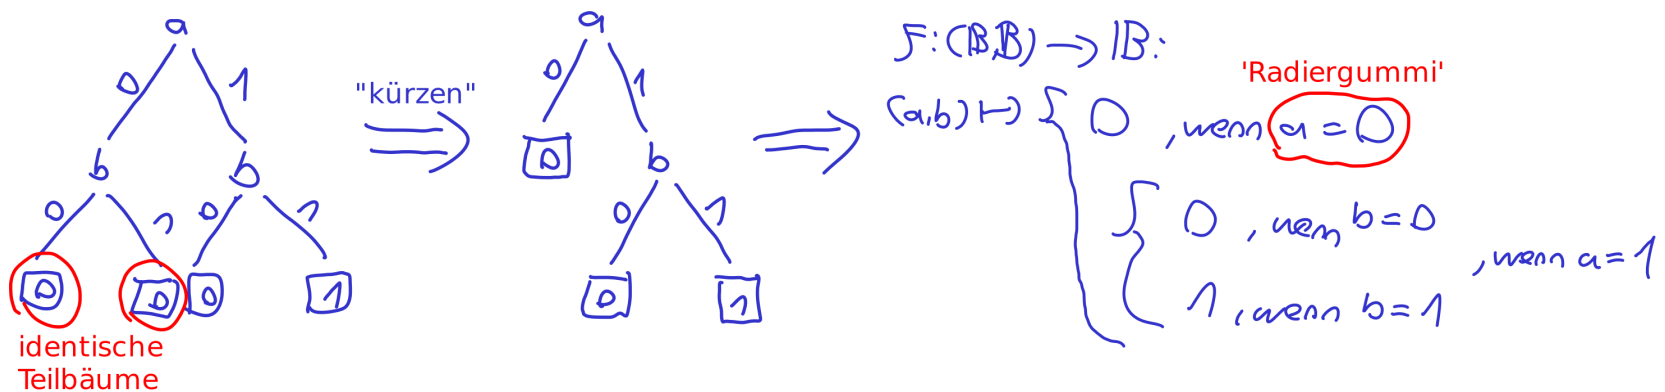 a
0 1
b b
0 1 0 1
0 0 0 1
identische
Teilbäume
"kürzen"
a
0 1
0 b
0 1
0 1
F:(𝔹,𝔹) → 𝔹:
'Radiergummi'
(a,b) ↦ { 0 , wenn a = 0
{ 0 , wenn b = 0
, wenn a = 1
1 , wenn b = 1